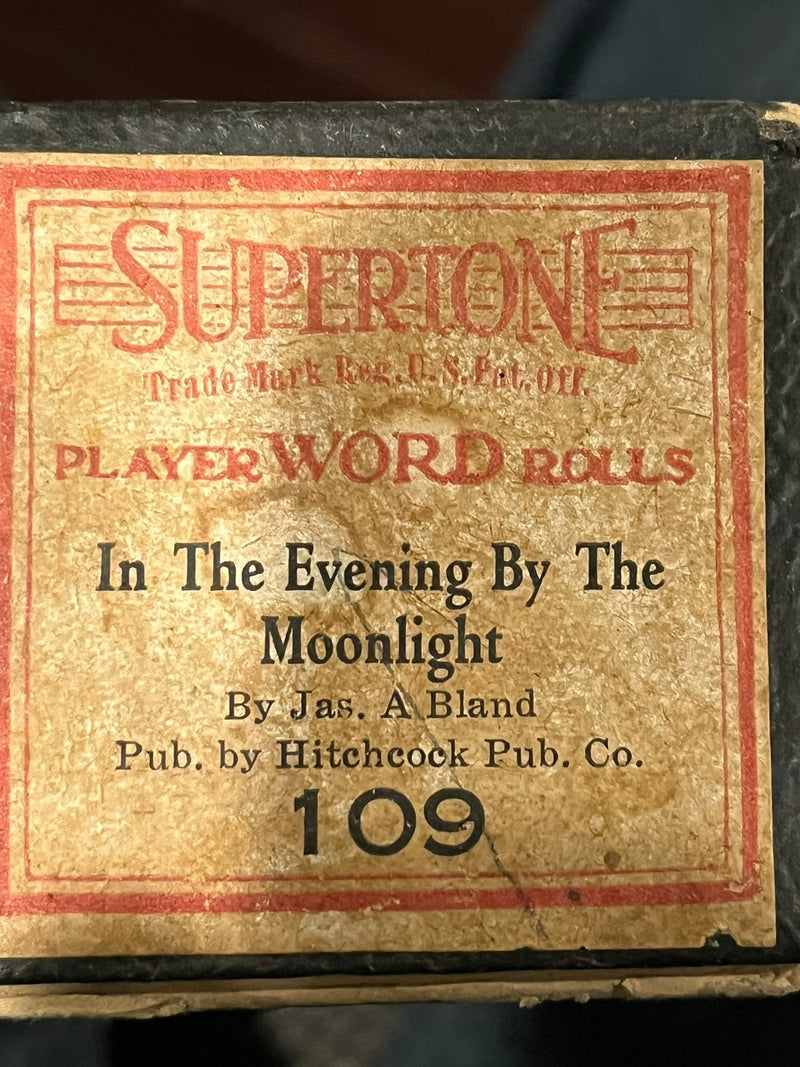 SUPERTONE
Trade Mark Reg. U.S. Pat. Off.
PLAYER WORD ROLLS
In The Evening By The
Moonlight
By Jas. A Bland
Pub. by Hitchcock Pub. Co.
109